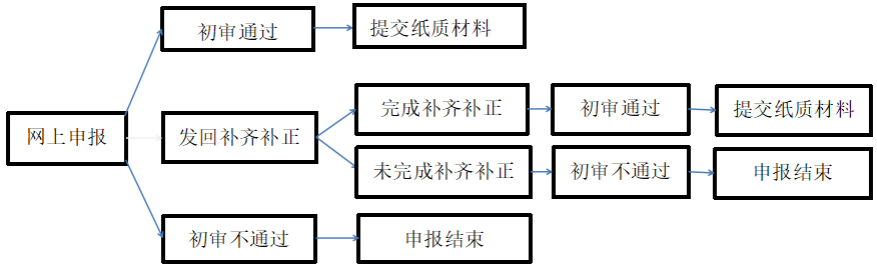 初审通过
提交纸质材料
完成补齐补正
初审通过
提交纸质材料
网上申报
发回补齐补正
未完成补齐补正
初审不通过
申报结束
初审不通过
申报结束